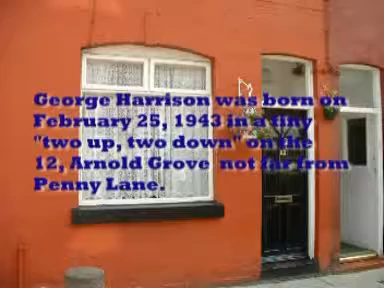 George Harrison was born on
February 25, 1943 in a tiny
"two up, two down" on the
12, Arnold Grove not far from
Penny Lane.